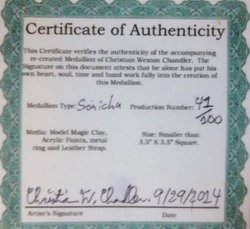 Certificate of Authenticity
This Certificate verifies the authenticity of the accompanying
re-created Medallion of Christian Weston Chandler. The
Signature on this document attests that he alone has put his
own heart, soul, time and hand work fully into the creation of
this Medallion.
Medallion Type: Sonichu Production Number: 41/200
Media: Model Magic Clay, Size: Smaller than
Acrylic Paints, metal 3.5" X 3.5" Square.
ring and Leather Strap.
Christian W. Chandler. 9/29/2014
Artist's Signature Date